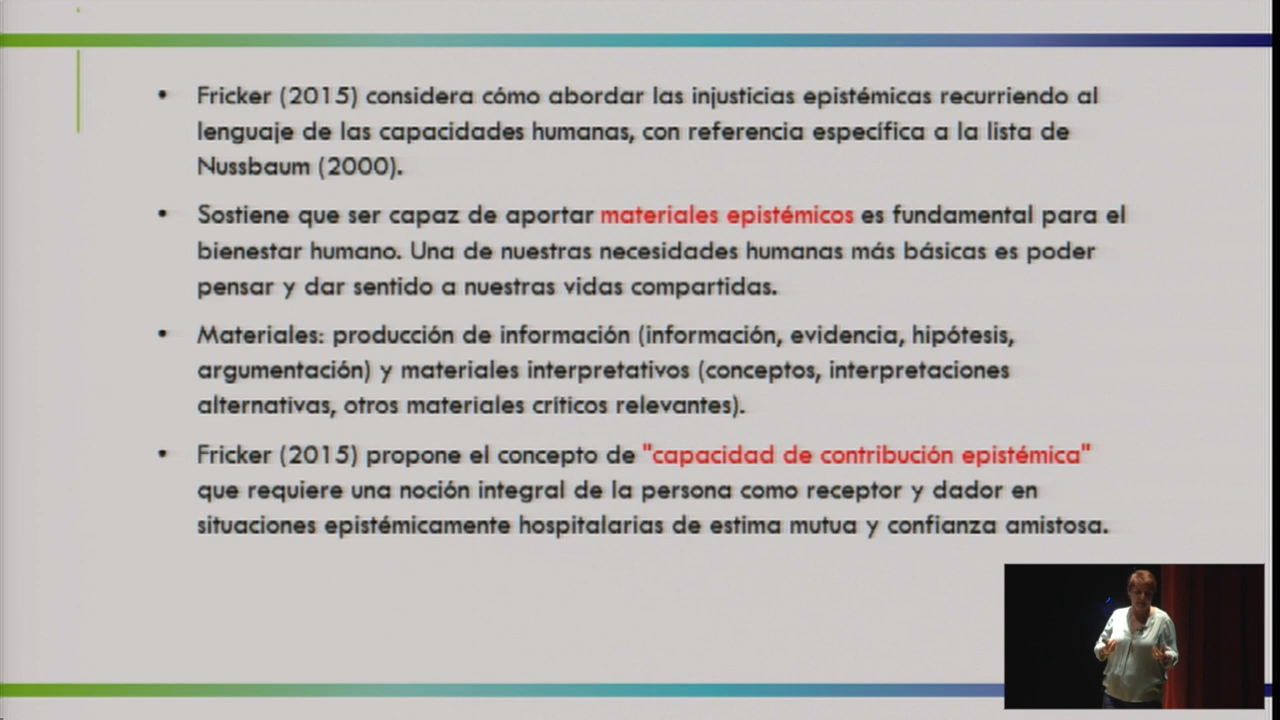 • Fricker (2015) considera cómo abordar las injusticias epistémicas recurriendo al
lenguaje de las capacidades humanas, con referencia específica a la lista de
Nussbaum (2000).
• Sostiene que ser capaz de aportar materiales epistémicos es fundamental para el
bienestar humano. Una de nuestras necesidades humanas más básicas es poder
pensar y dar sentido a nuestras vidas compartidas.
• Materiales: producción de información (información, evidencia, hipótesis,
argumentación) y materiales interpretativos (conceptos, interpretaciones
alternativas, otros materiales críticos relevantes).
• Fricker (2015) propone el concepto de "capacidad de contribución epistémica"
que requiere una noción integral de la persona como receptor y dador en
situaciones epistémicamente hospitalarias de estima mutua y confianza amistosa.